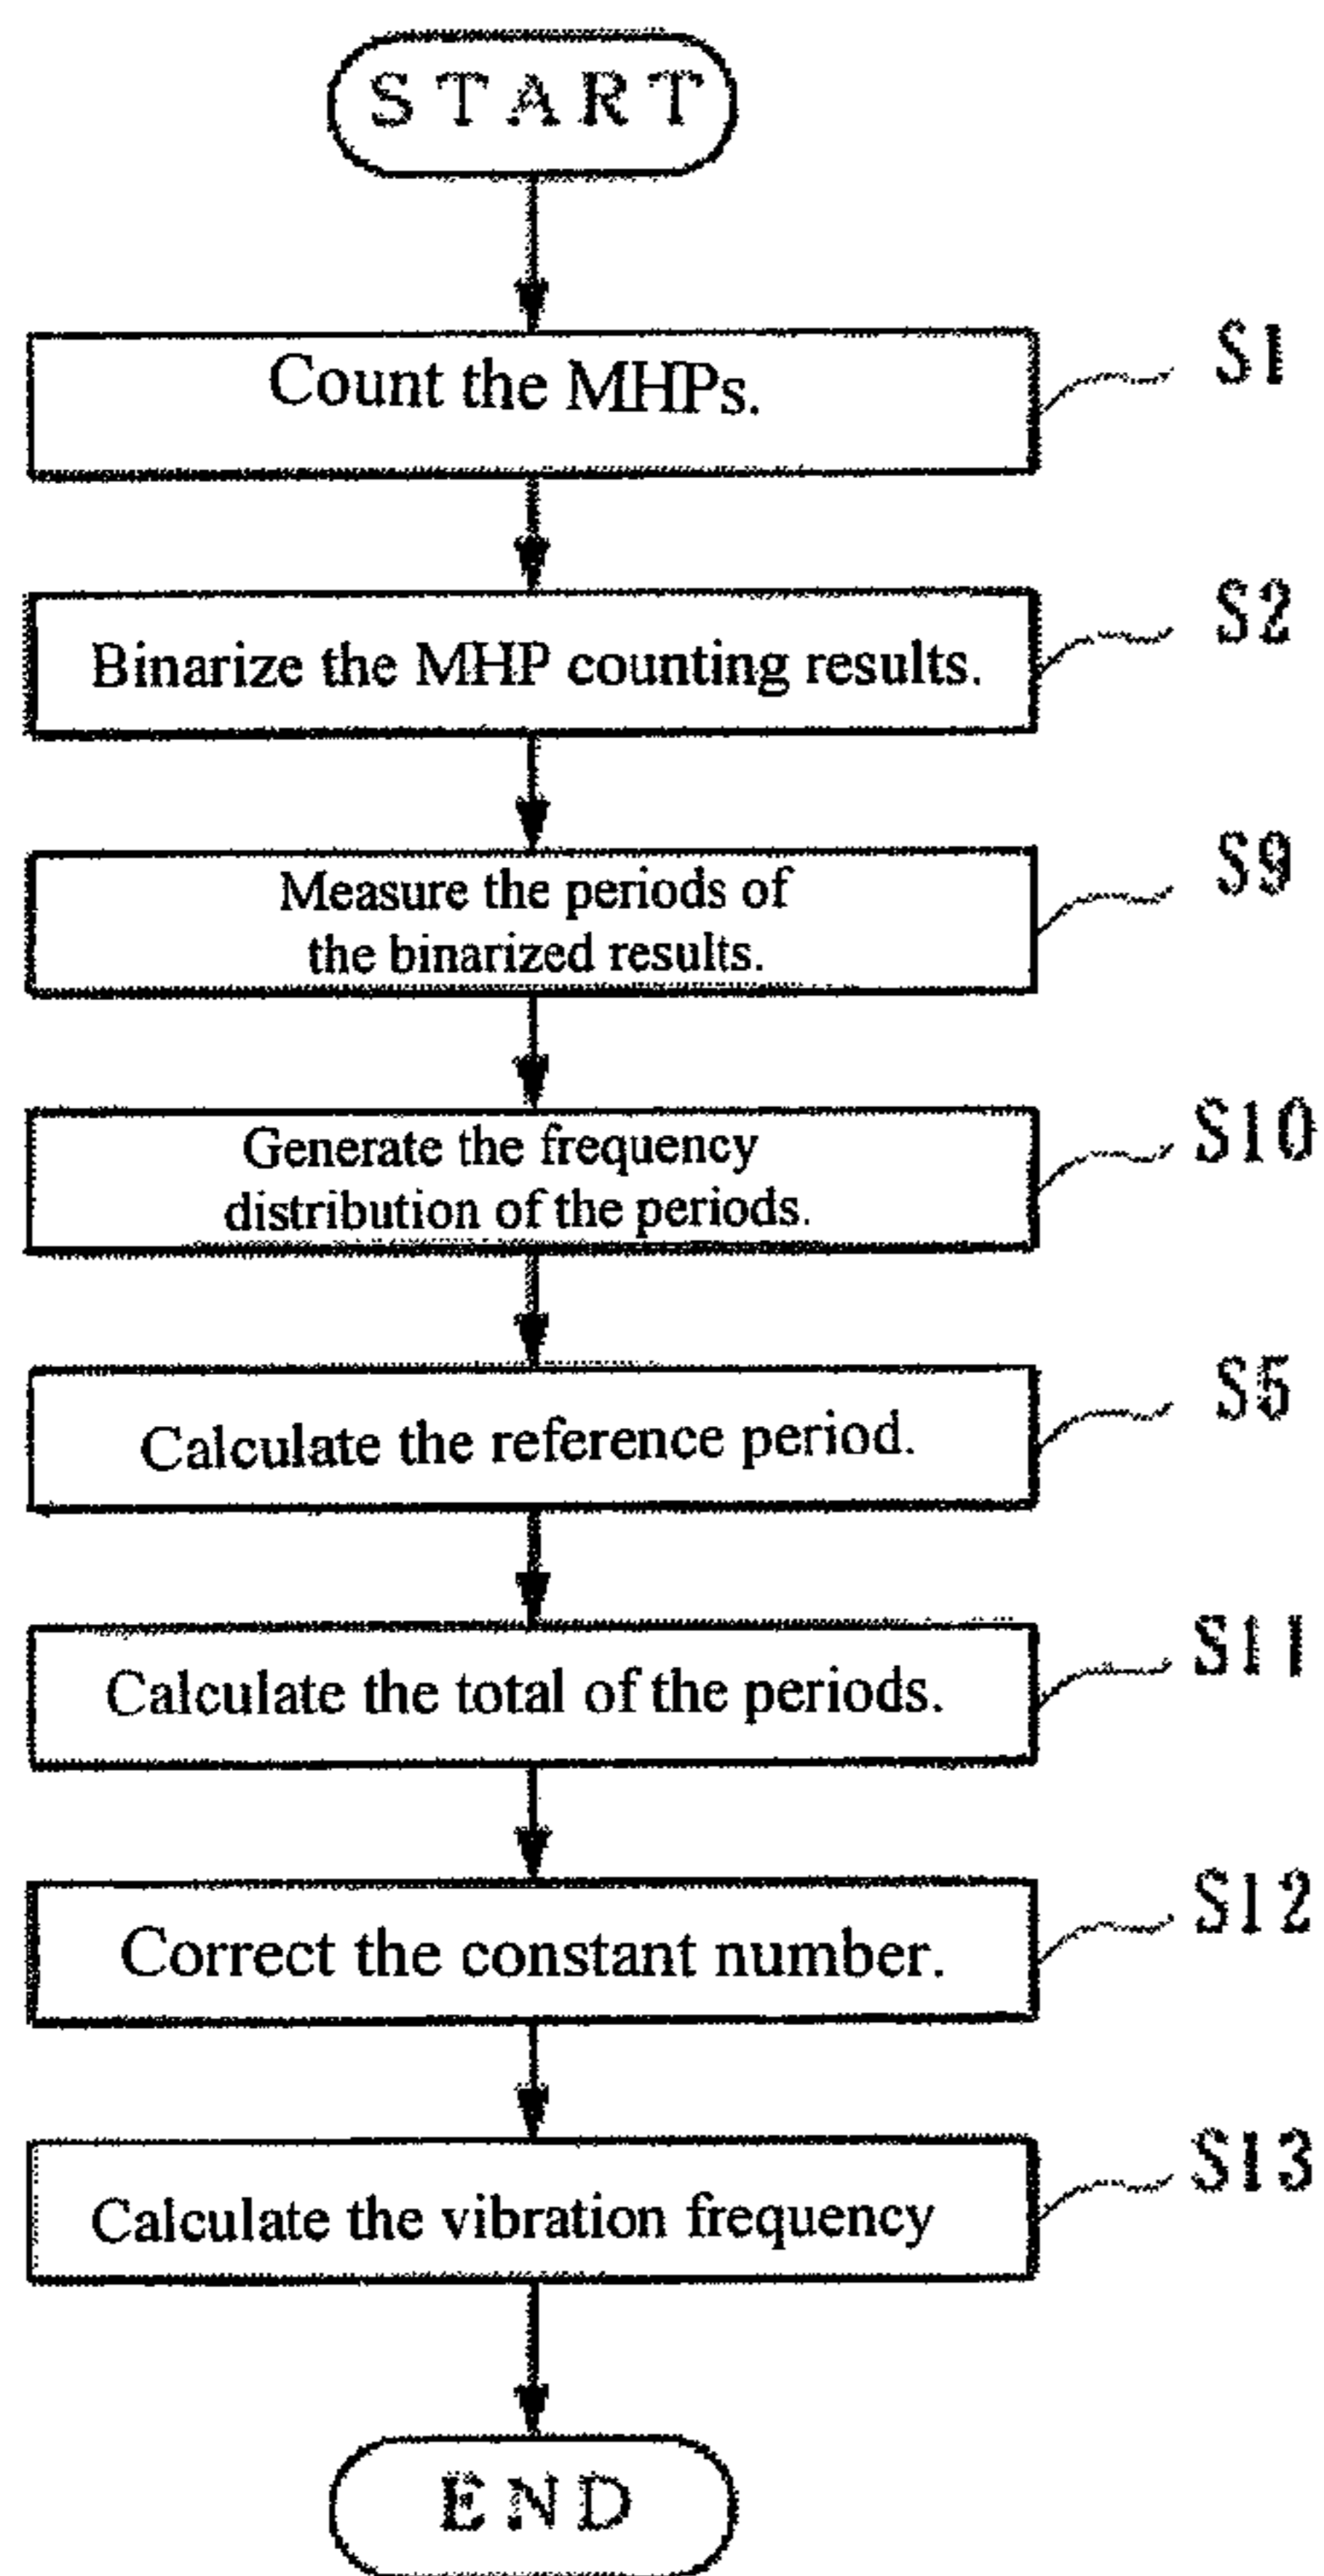 START
Count the MHPs.
S1
Binarize the MHP counting results.
S2
Measure the periods of
the binarized results.
S9
Generate the frequency
distribution of the periods.
S10
Calculate the reference period.
S5
Calculate the total of the periods.
S11
Correct the constant number.
S12
Calculate the vibration frequency
S13
END